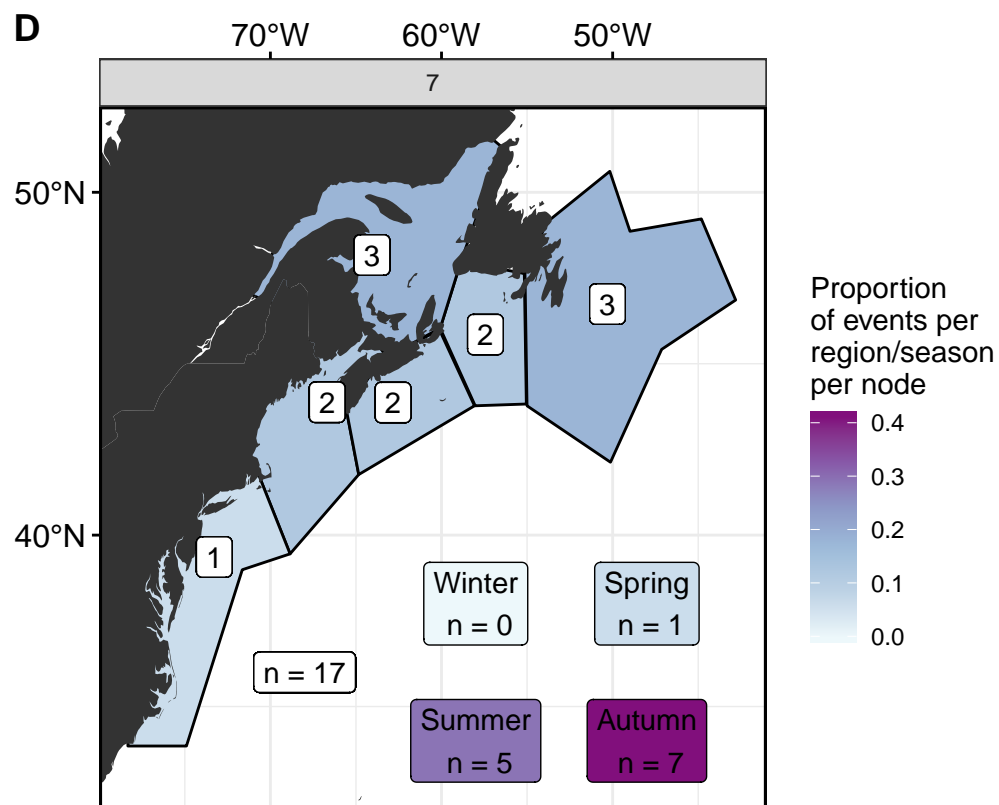 D
70°W 60°W 50°W
7
50°N
40°N
3
3
2
2
2
1
n = 17
Winter
n = 0
Spring
n = 1
Summer
n = 5
Autumn
n = 7
Proportion
of events per
region/season
per node
0.4
0.3
0.2
0.1
0.0